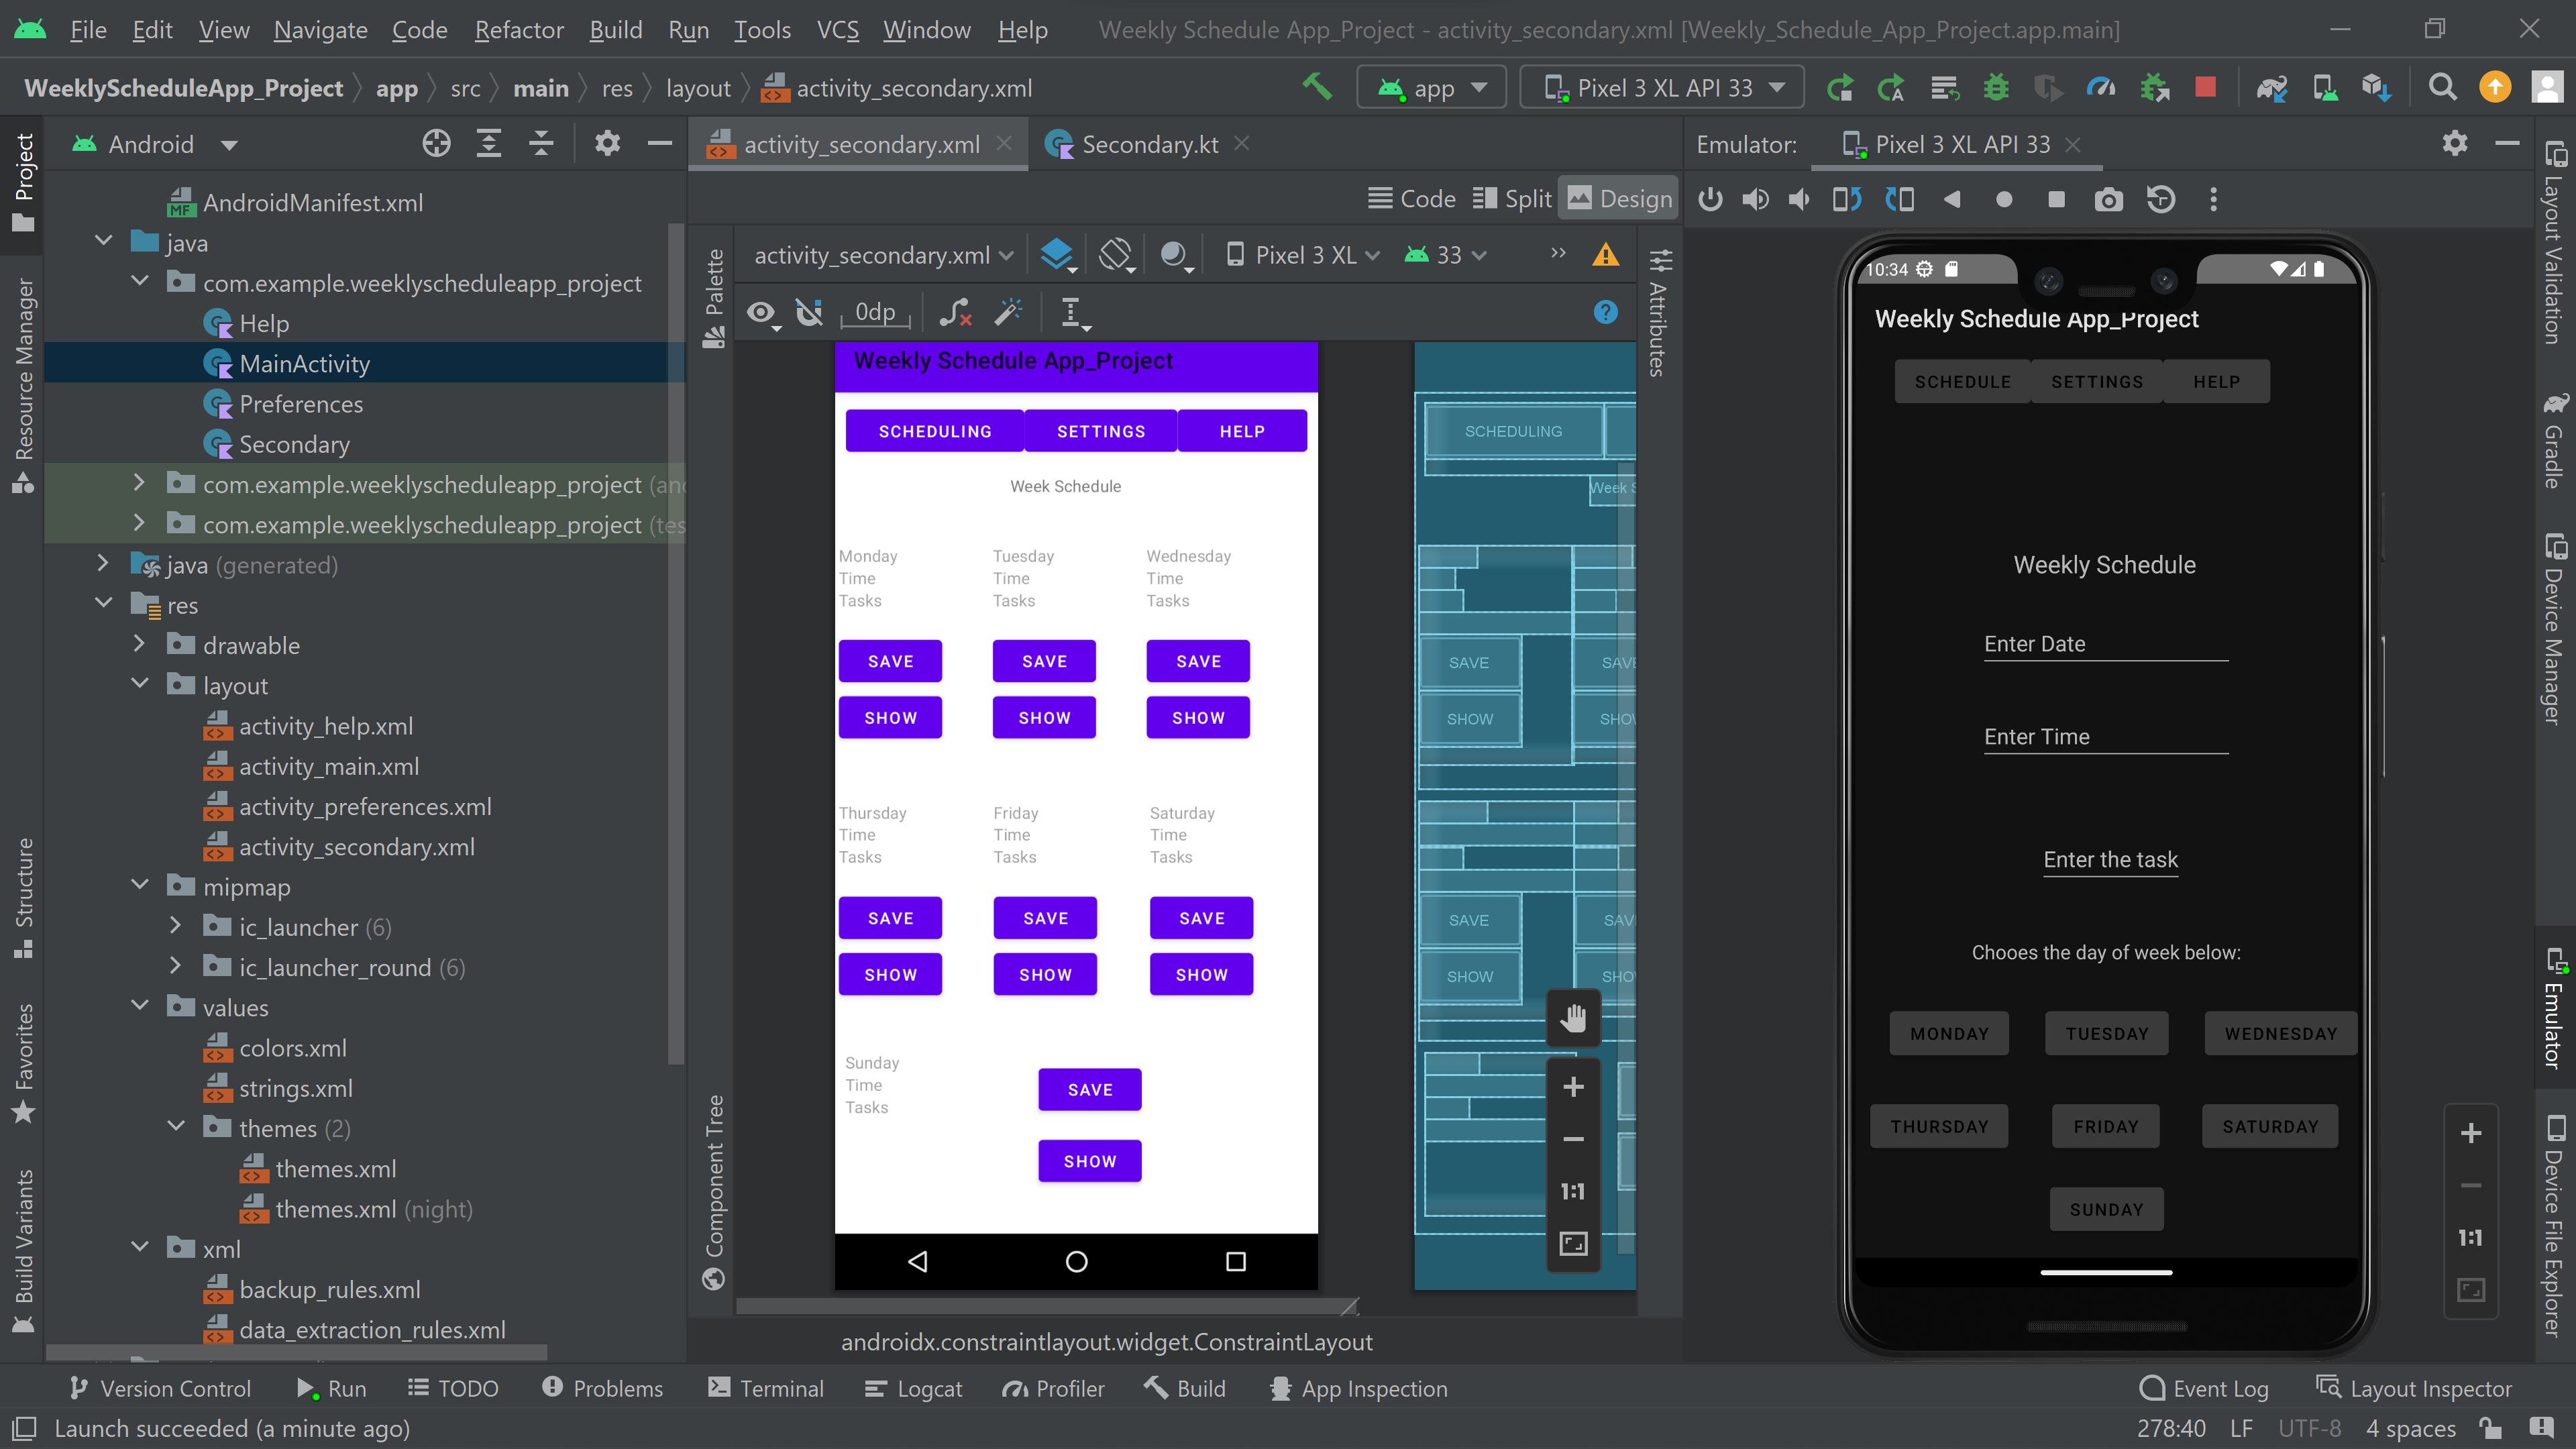 File Edit View Navigate Code Refactor Build Run Tools VCS Window Help Weekly Schedule App_Project - activity_secondary.xml [Weekly_Schedule_App_Project.app.main]
WeeklyScheduleApp_Project app src main res layout activity_secondary.xml app Pixel 3 XL API 33
Project
Resource Manager
Structure
Favorites
Build Variants
Android
AndroidManifest.xml
java
com.example.weeklyscheduleapp_project
Help
MainActivity
Preferences
Secondary
com.example.weeklyscheduleapp_project (and
com.example.weeklyscheduleapp_project (tes
java (generated)
res
drawable
layout
activity_help.xml
activity_main.xml
activity_preferences.xml
activity_secondary.xml
mipmap
ic_launcher (6)
ic_launcher_round (6)
values
colors.xml
strings.xml
themes (2)
themes.xml
themes.xml (night)
xml
backup_rules.xml
data_extraction_rules.xml
activity_secondary.xml Secondary.kt
Code Split Design
Palette
Component Tree
activity_secondary.xml Pixel 3 XL 33
0dp
Attributes
Weekly Schedule App_Project
SCHEDULING SETTINGS HELP
Week Schedule
Monday Tuesday Wednesday
Time Time Time
Tasks Tasks Tasks
SAVE SAVE SAVE
SHOW SHOW SHOW
Thursday Friday Saturday
Time Time Time
Tasks Tasks Tasks
SAVE SAVE SAVE
SHOW SHOW SHOW
Sunday
Time
Tasks
SAVE
SHOW
SCHEDULING
Week S
SAVE SAV
SHOW SHO
SAVE SAV
SHOW SHO
1:1
androidx.constraintlayout.widget.ConstraintLayout
Emulator: Pixel 3 XL API 33
10:34
Weekly Schedule App_Project
SCHEDULE SETTINGS HELP
Weekly Schedule
Enter Date
Enter Time
Enter the task
Chooes the day of week below:
MONDAY TUESDAY WEDNESDAY
THURSDAY FRIDAY SATURDAY
SUNDAY
1:1
Layout Validation
Gradle
Device Manager
Emulator
Device File Explorer
Version Control Run TODO Problems Terminal Logcat Profiler Build App Inspection Event Log Layout Inspector
Launch succeeded (a minute ago) 278:40 LF UTF-8 4 spaces